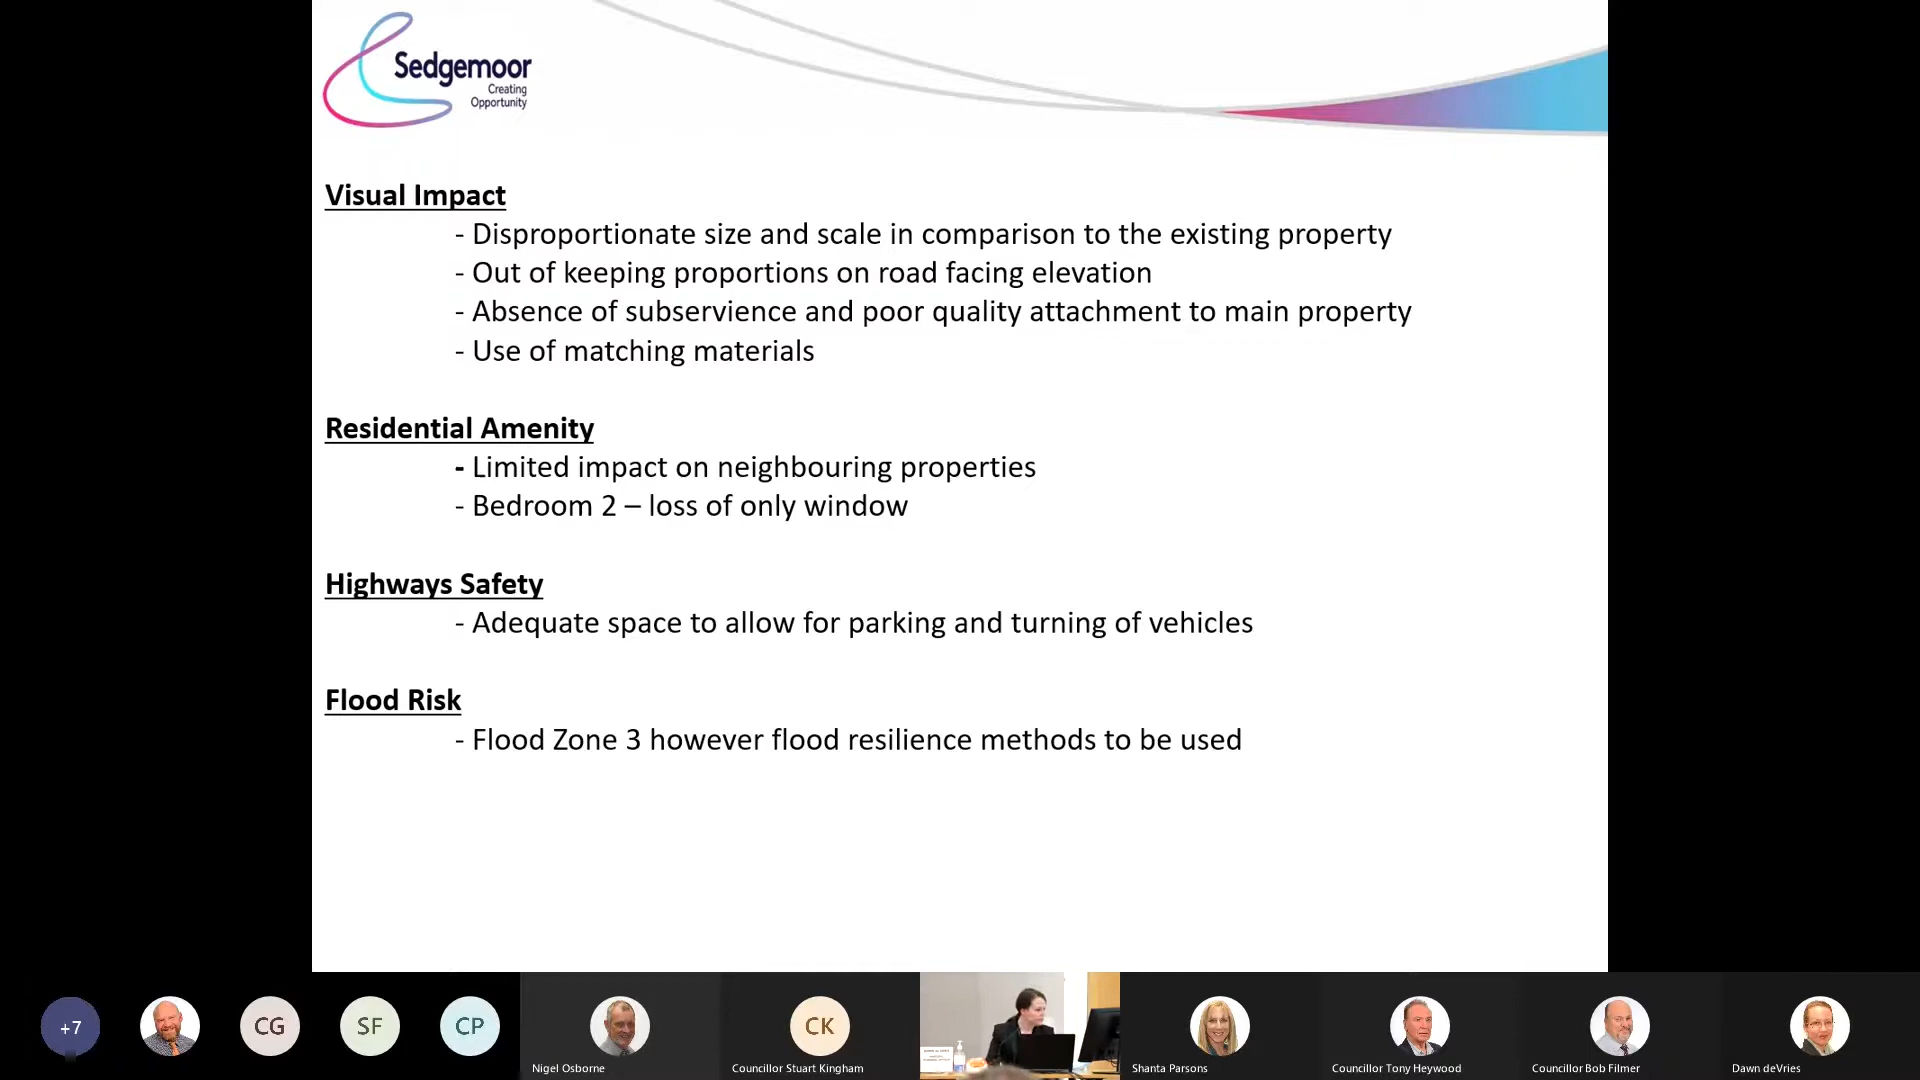 Sedgemoor
Creating
Opportunity
Visual Impact
- Disproportionate size and scale in comparison to the existing property
- Out of keeping proportions on road facing elevation
- Absence of subservience and poor quality attachment to main property
- Use of matching materials
Residential Amenity
- Limited impact on neighbouring properties
- Bedroom 2 – loss of only window
Highways Safety
- Adequate space to allow for parking and turning of vehicles
Flood Risk
- Flood Zone 3 however flood resilience methods to be used
+7
CG
SF
CP
CK
Nigel Osborne
Councillor Stuart Kingham
Shanta Parsons
Councillor Tony Heywood
Councillor Bob Filmer
Dawn deVries